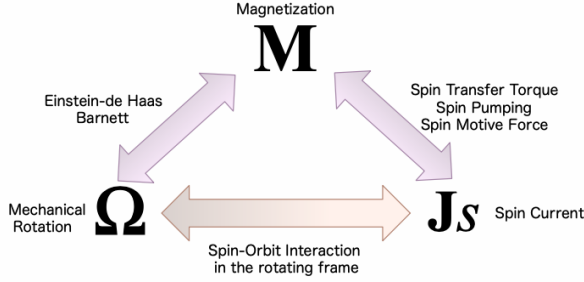 Magnetization
M
Einstein-de Haas
Barnett
Spin Transfer Torque
Spin Pumping
Spin Motive Force
Mechanical
Rotation
Ω
Js
Spin Current
Spin-Orbit Interaction
in the rotating frame